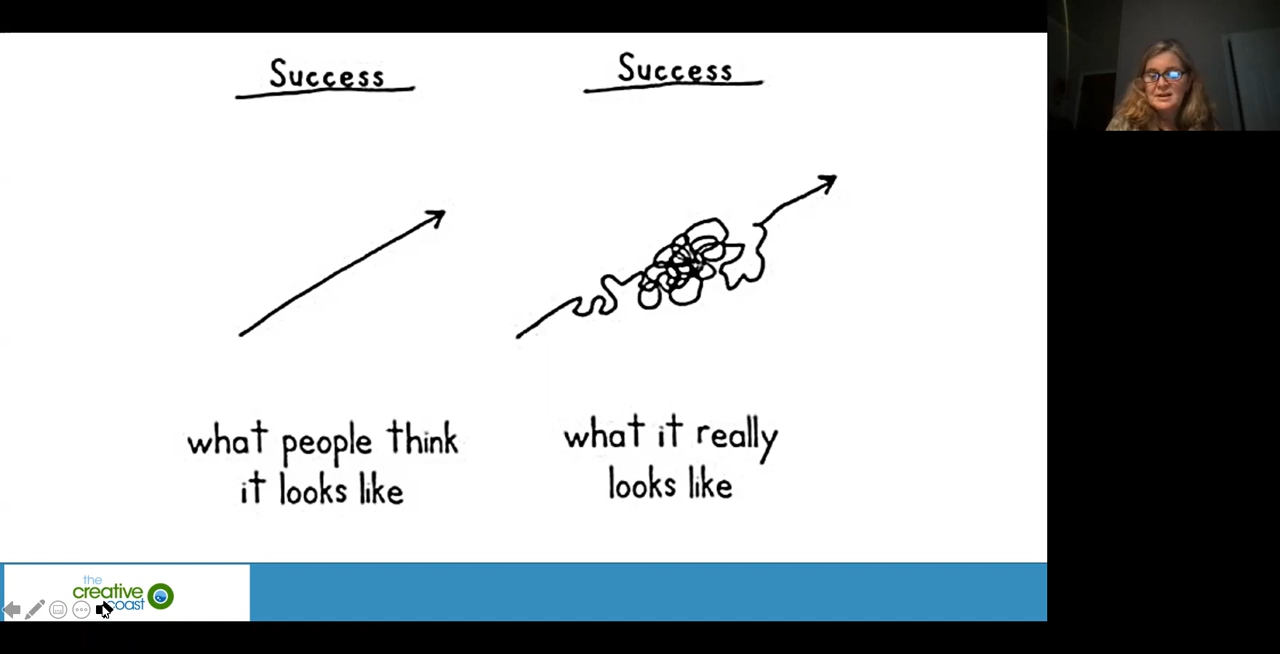 Success
what people think
it looks like
Success
what it really
looks like
the
creative
coast